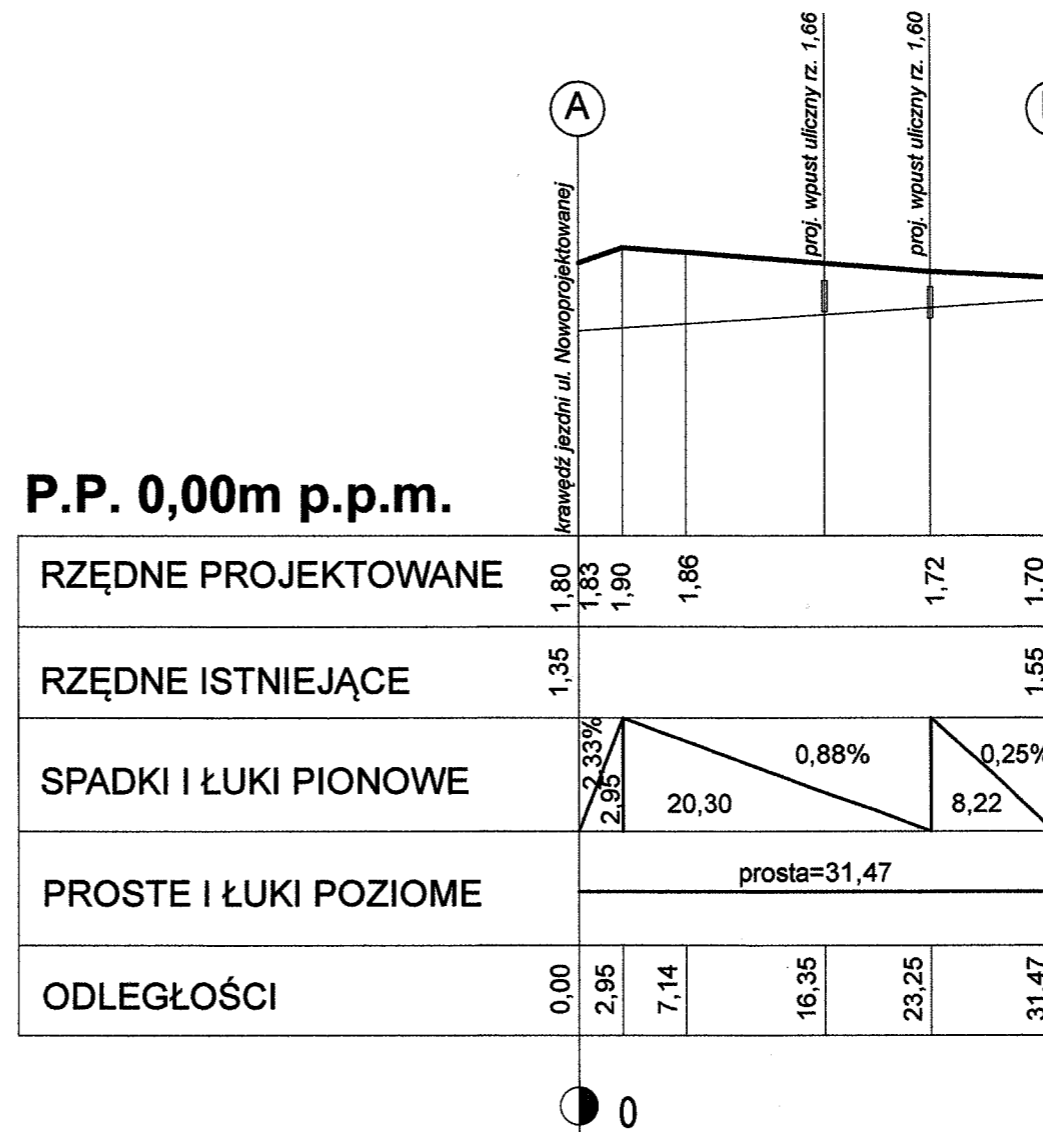 proj. wpust uliczny rz. 1,66
proj. wpust uliczny rz. 1,60
A
krawędź jezdni ul. Nowoprojektowanej
P.P. 0,00m p.p.m.
RZĘDNE PROJEKTOWANE 1,80 1,83 1,90 1,86 1,72 1,70
RZĘDNE ISTNIEJĄCE 1,35 1,55
SPADKI I ŁUKI PIONOWE 2,33% 2,95 20,30 0,88% 8,22 0,25%
PROSTE I ŁUKI POZIOME prosta=31,47
ODLEGŁOŚCI 0,00 2,95 7,14 16,35 23,25 31,47
0